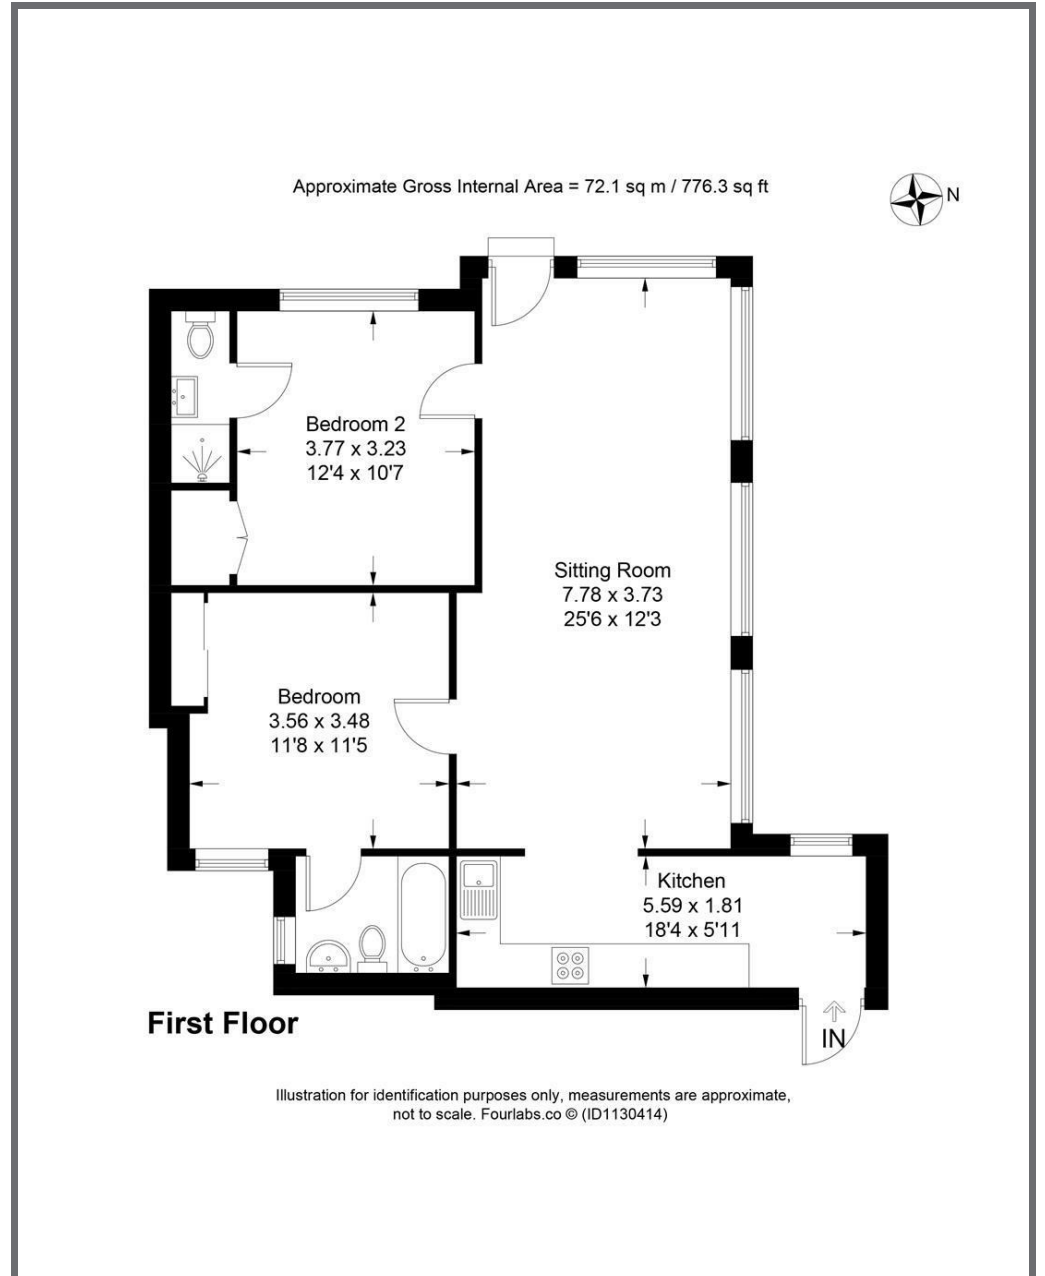 Approximate Gross Internal Area = 72.1 sq m / 776.3 sq ft
N
Bedroom 2
3.77 x 3.23
12'4 x 10'7
Sitting Room
7.78 x 3.73
25'6 x 12'3
Bedroom
3.56 x 3.48
11'8 x 11'5
Kitchen
5.59 x 1.81
18'4 x 5'11
First Floor
IN
Illustration for identification purposes only, measurements are approximate,
not to scale. Fourlabs.co © (ID1130414)